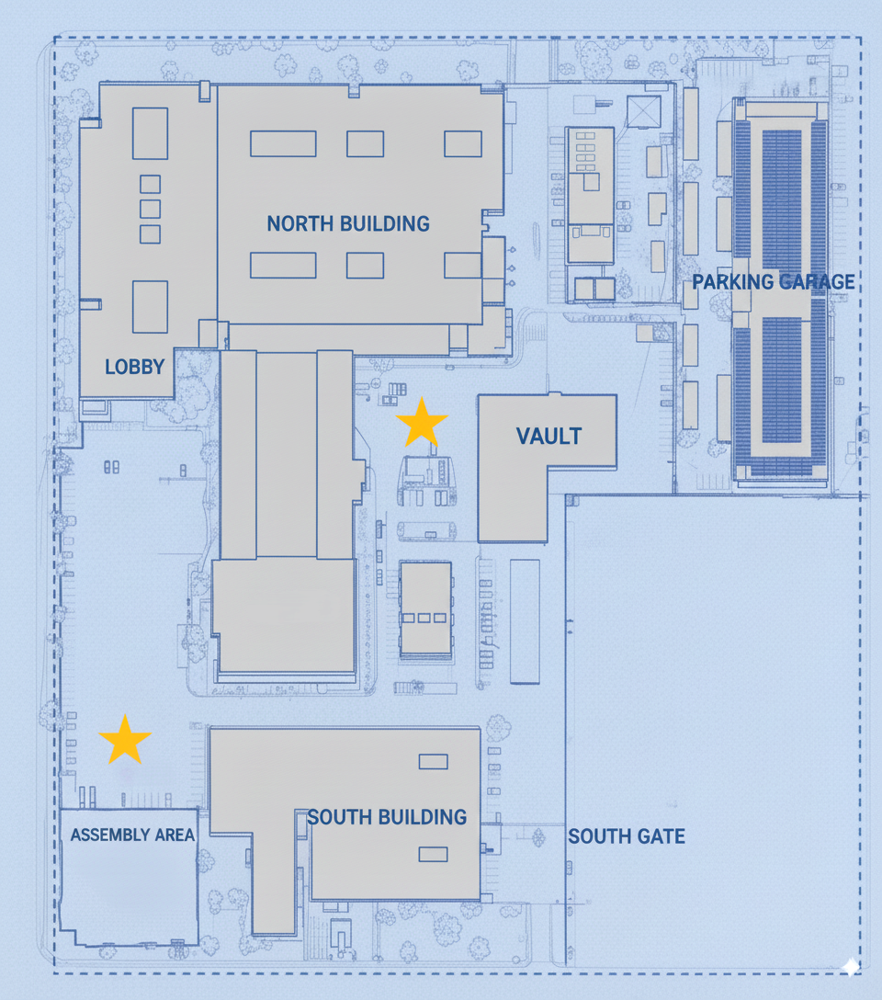 NORTH BUILDING
PARKING GARAGE
LOBBY
VAULT
SOUTH BUILDING
ASSEMBLY AREA
SOUTH GATE